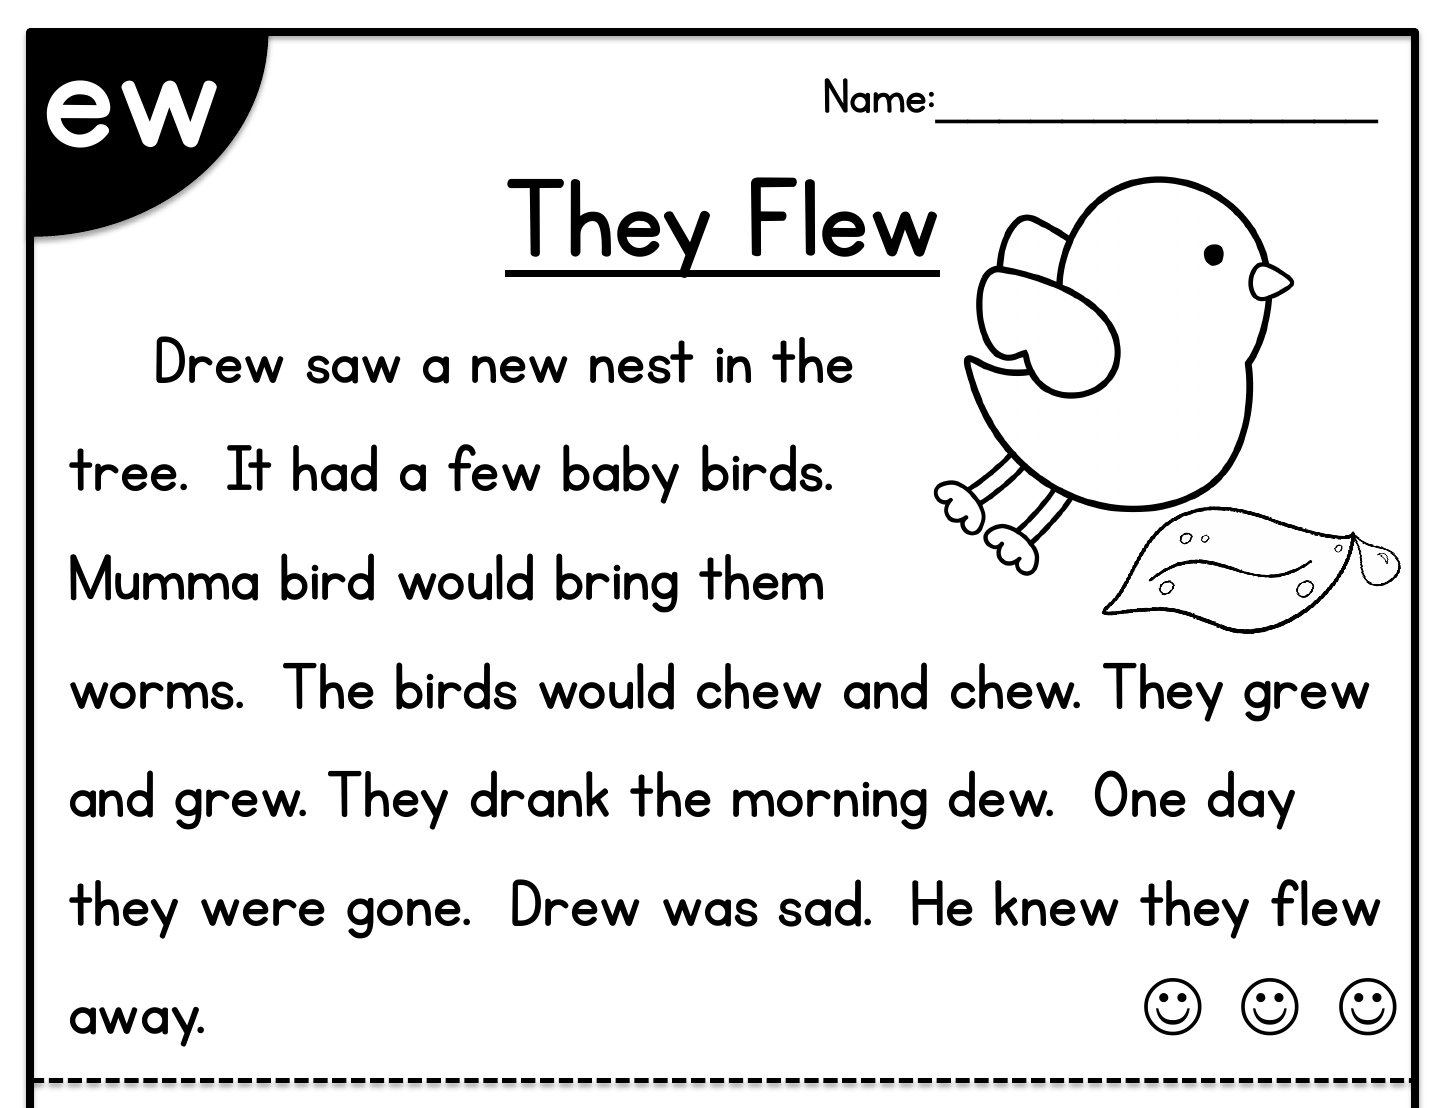 ew
Name:
They Flew
Drew saw a new nest in the
tree. It had a few baby birds.
Mumma bird would bring them
worms. The birds would chew and chew. They grew
and grew. They drank the morning dew. One day
they were gone. Drew was sad. He knew they flew
away.